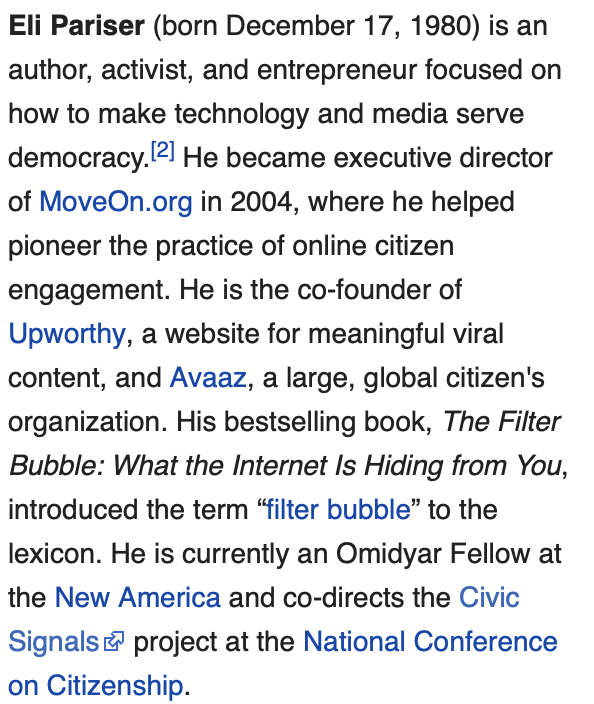 Eli Pariser (born December 17, 1980) is an
author, activist, and entrepreneur focused on
how to make technology and media serve
democracy.[2] He became executive director
of MoveOn.org in 2004, where he helped
pioneer the practice of online citizen
engagement. He is the co-founder of
Upworthy, a website for meaningful viral
content, and Avaaz, a large, global citizen's
organization. His bestselling book, The Filter
Bubble: What the Internet Is Hiding from You,
introduced the term “filter bubble” to the
lexicon. He is currently an Omidyar Fellow at
the New America and co-directs the Civic
Signals project at the National Conference
on Citizenship.